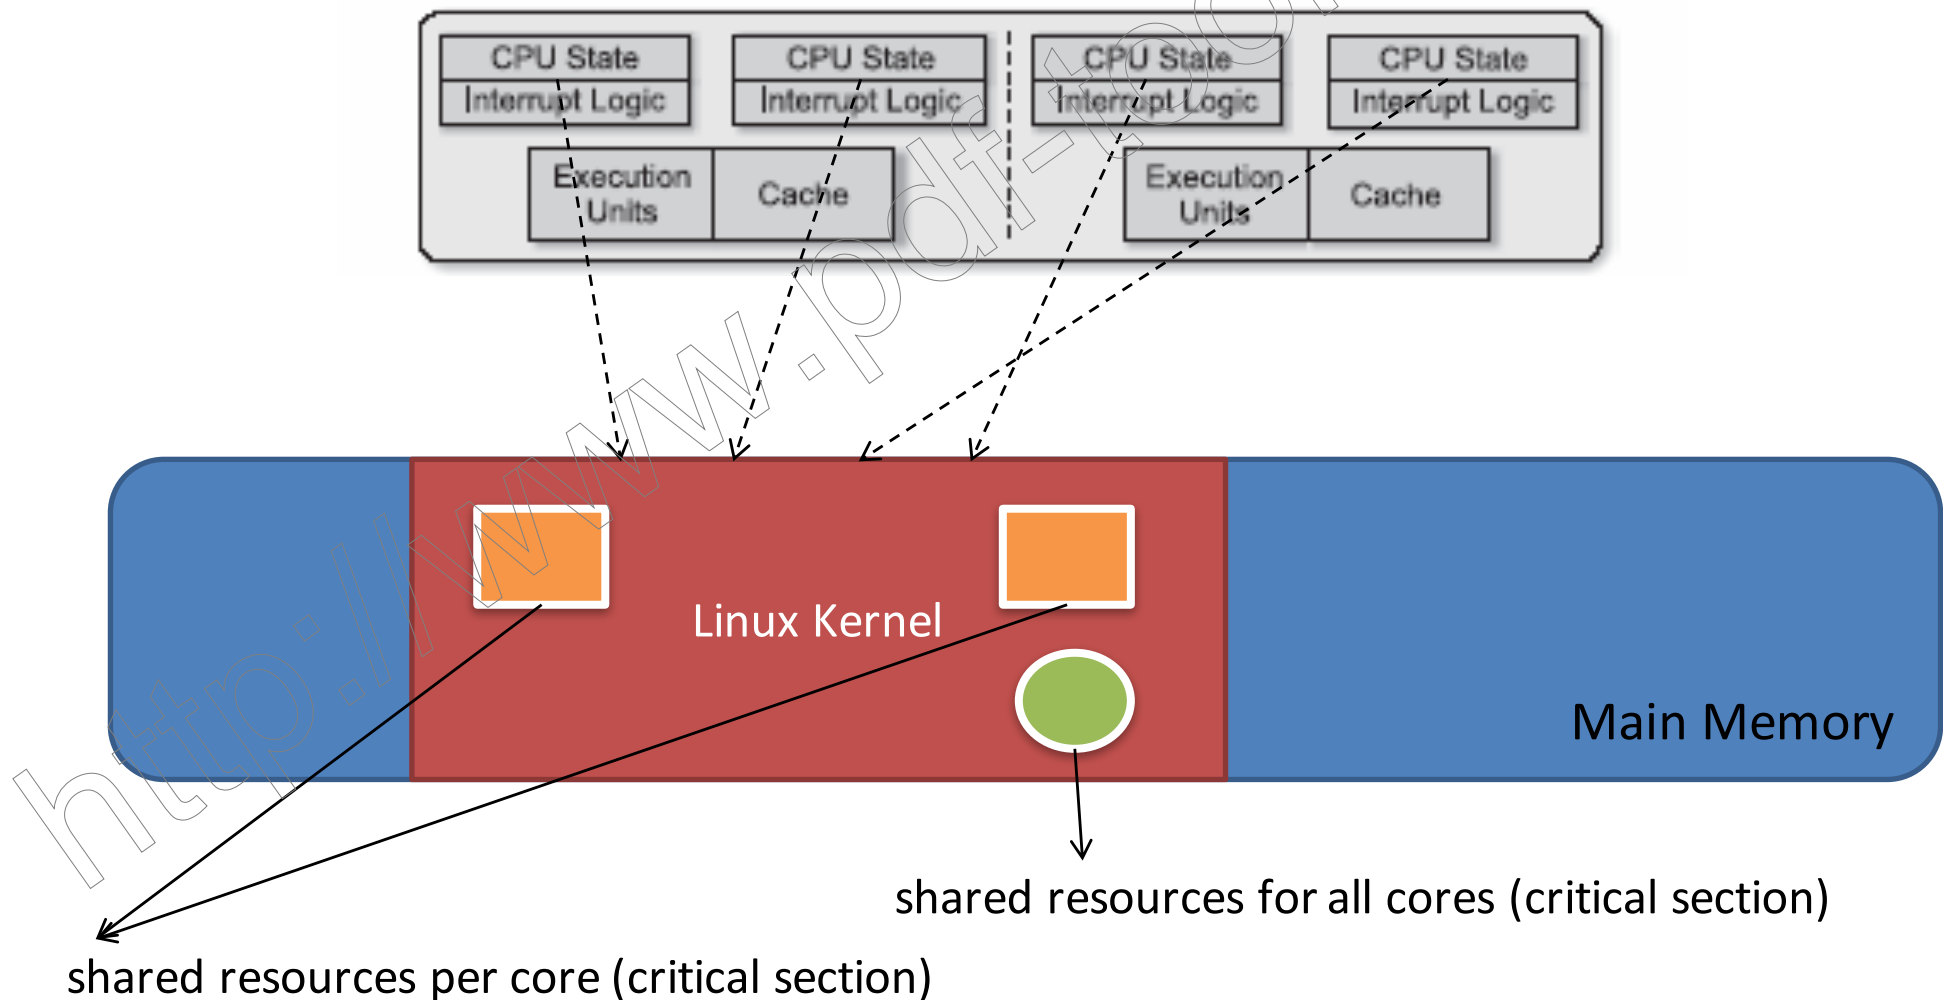 CPU State
Interrupt Logic
CPU State
Interrupt Logic
CPU State
Interrupt Logic
CPU State
Interrupt Logic
Execution
Units
Cache
Execution
Units
Cache
Linux Kernel
Main Memory
shared resources for all cores (critical section)
shared resources per core (critical section)
http://www.pdf-too